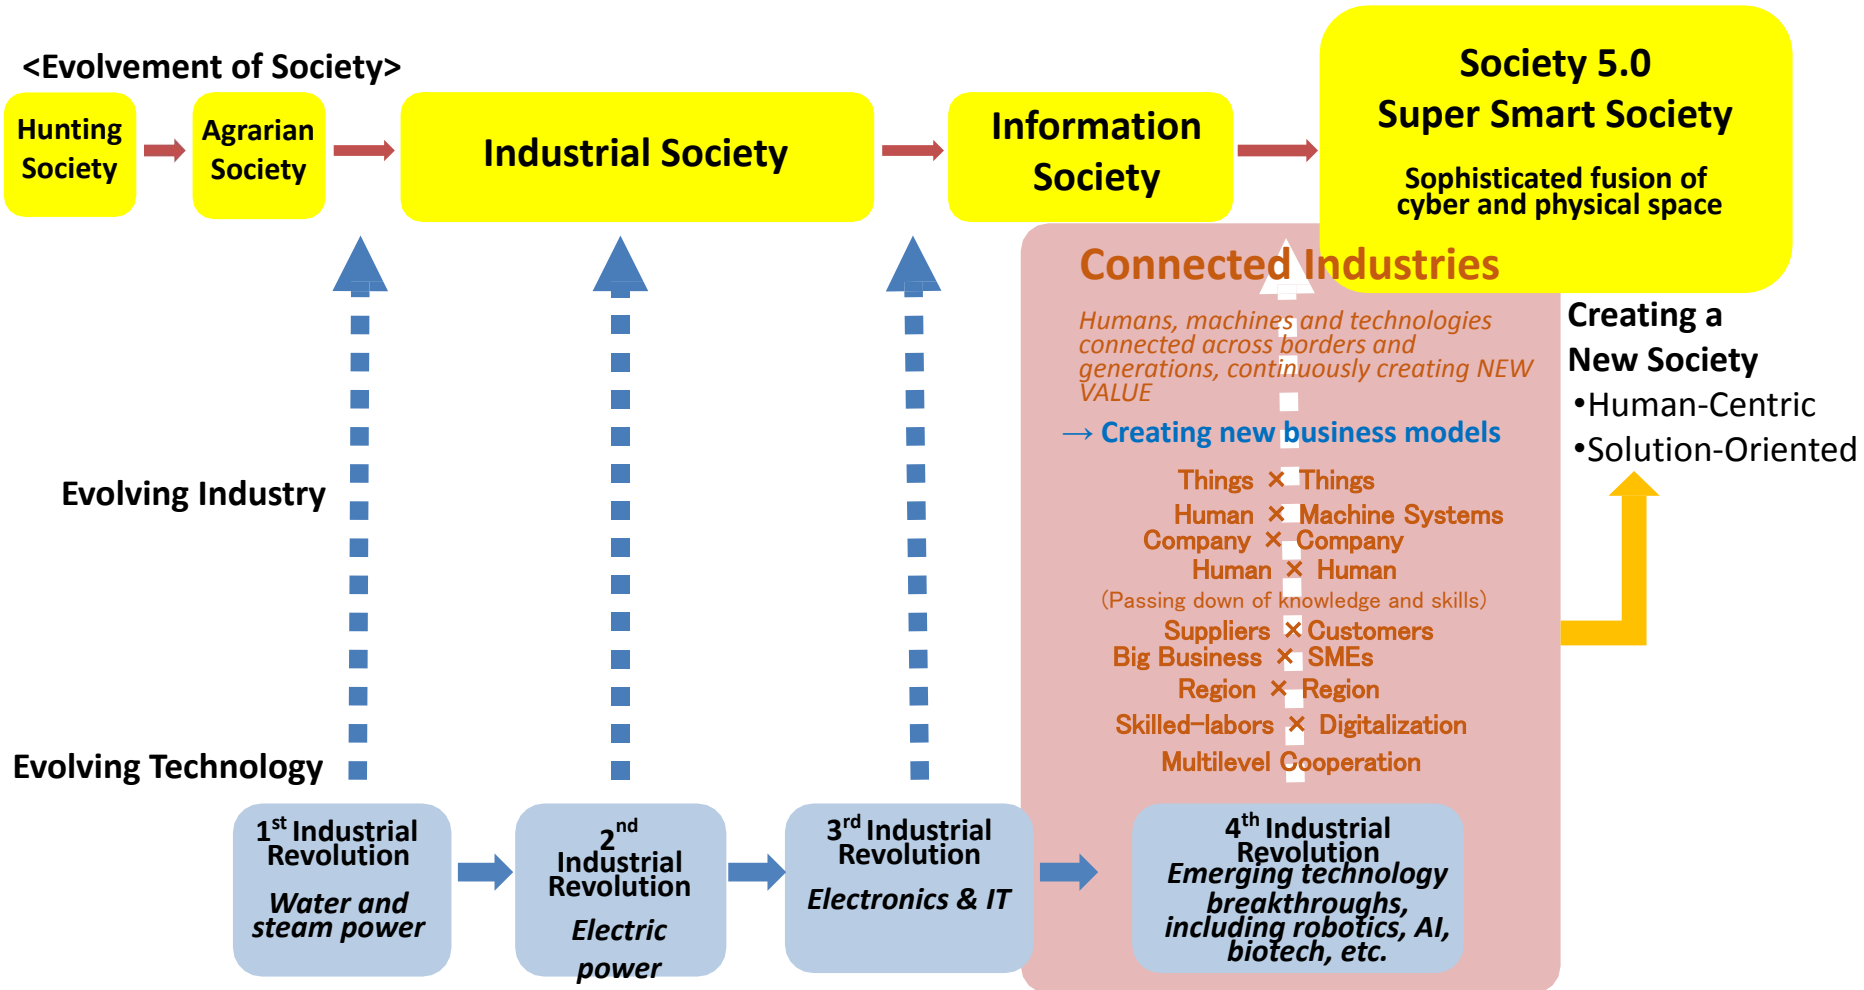 <Evolvement of Society>
Hunting
Society
Agrarian
Society
Industrial Society
Information
Society
Society 5.0
Super Smart Society
Sophisticated fusion of
cyber and physical space
Connected Industries
Humans, machines and technologies
connected across borders and
generations, continuously creating NEW
VALUE
→ Creating new business models
Things × Things
Human × Machine Systems
Company × Company
Human × Human
(Passing down of knowledge and skills)
Suppliers × Customers
Big Business × SMEs
Region × Region
Skilled-labors × Digitalization
Multilevel Cooperation
Creating a
New Society
•Human-Centric
•Solution-Oriented
Evolving Industry
Evolving Technology
1st Industrial
Revolution
Water and
steam power
2nd
Industrial
Revolution
Electric
power
3rd Industrial
Revolution
Electronics & IT
4th Industrial
Revolution
Emerging technology
breakthroughs,
including robotics, AI,
biotech, etc.